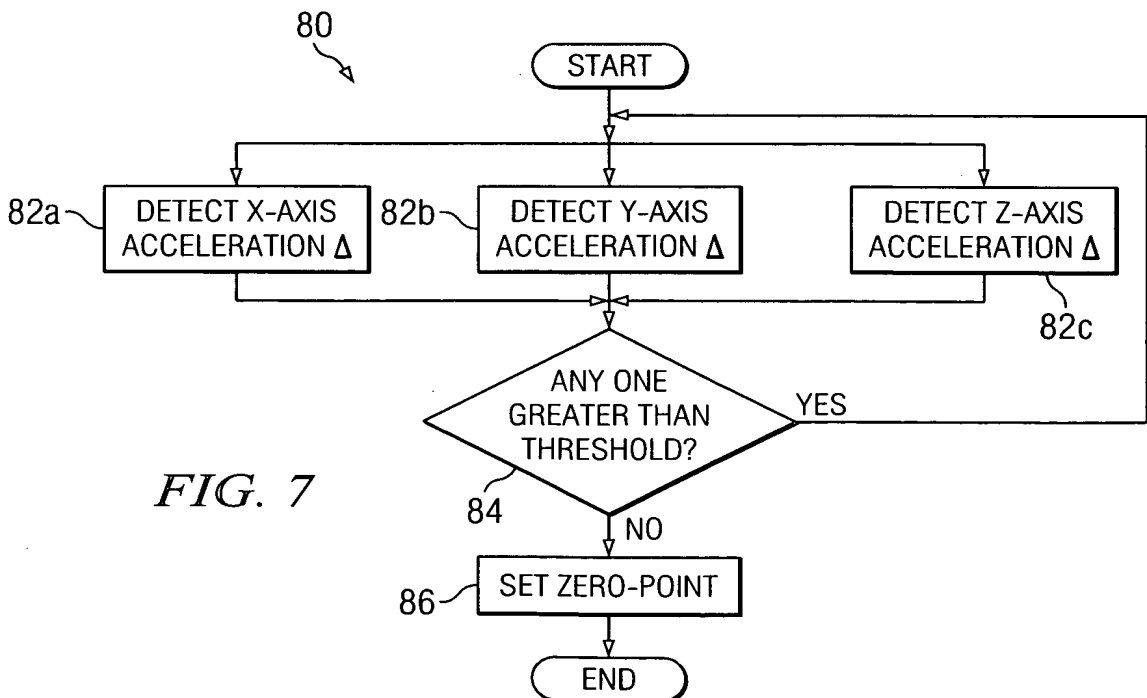 80
START
82a
DETECT X-AXIS
ACCELERATION Δ
82b
DETECT Y-AXIS
ACCELERATION Δ
DETECT Z-AXIS
ACCELERATION Δ
82c
ANY ONE
GREATER THAN
THRESHOLD?
YES
84
NO
FIG. 7
86
SET ZERO-POINT
END